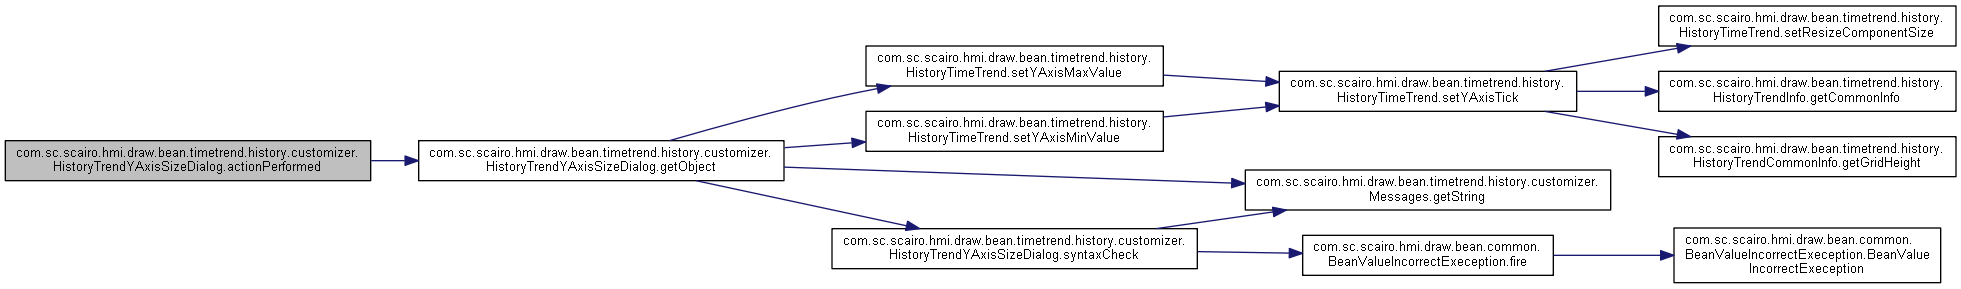 com.sc.scairo.hmi.draw.bean.timetrend.history.customizer.
HistoryTrendYAxisSizeDialog.actionPerformed
com.sc.scairo.hmi.draw.bean.timetrend.history.customizer.
HistoryTrendYAxisSizeDialog.getObject
com.sc.scairo.hmi.draw.bean.timetrend.history.
HistoryTimeTrend.setYAxisMaxValue
com.sc.scairo.hmi.draw.bean.timetrend.history.
HistoryTimeTrend.setYAxisMinValue
com.sc.scairo.hmi.draw.bean.timetrend.history.
HistoryTimeTrend.setYAxisTick
com.sc.scairo.hmi.draw.bean.timetrend.history.
HistoryTimeTrend.setResizeComponentSize
com.sc.scairo.hmi.draw.bean.timetrend.history.
HistoryTrendInfo.getCommonInfo
com.sc.scairo.hmi.draw.bean.timetrend.history.
HistoryTrendCommonInfo.getGridHeight
com.sc.scairo.hmi.draw.bean.timetrend.history.customizer.
Messages.getString
com.sc.scairo.hmi.draw.bean.timetrend.history.customizer.
HistoryTrendYAxisSizeDialog.syntaxCheck
com.sc.scairo.hmi.draw.bean.common.
BeanValueIncorrectExeception.fire
com.sc.scairo.hmi.draw.bean.common.
BeanValueIncorrectExeception.BeanValue
IncorrectExeception